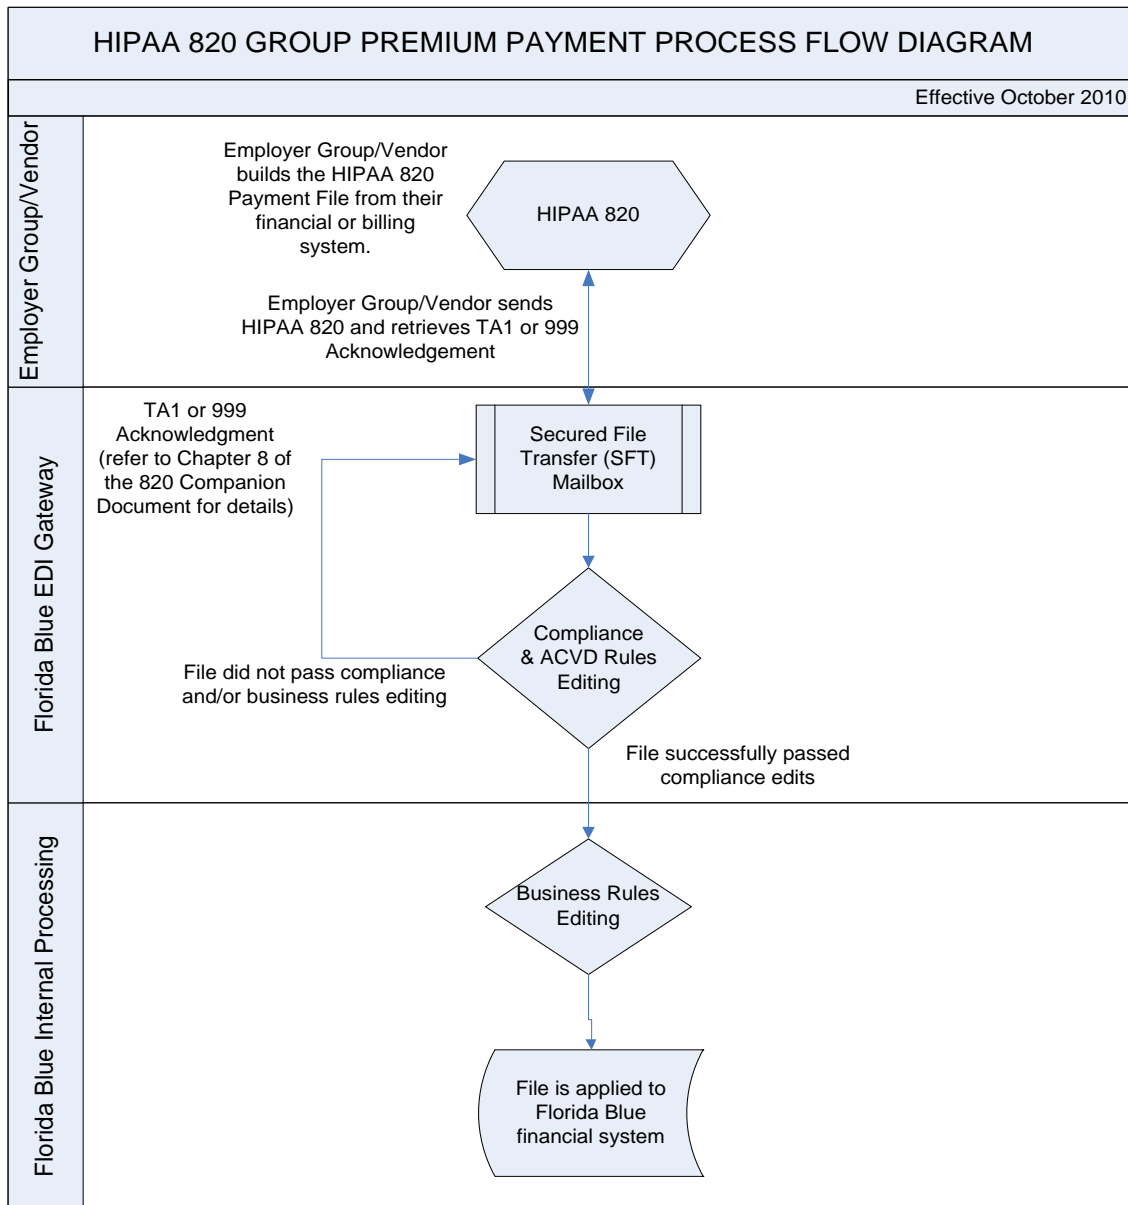 HIPAA 820 GROUP PREMIUM PAYMENT PROCESS FLOW DIAGRAM
Effective October 2010
Employer Group/Vendor
Employer Group/Vendor
builds the HIPAA 820
Payment File from their
financial or billing
system.
HIPAA 820
Employer Group/Vendor sends
HIPAA 820 and retrieves TA1 or 999
Acknowledgement
Florida Blue EDI Gateway
TA1 or 999
Acknowledgment
(refer to Chapter 8 of
the 820 Companion
Document for details)
Secured File
Transfer (SFT)
Mailbox
Compliance
& ACVD Rules
Editing
File did not pass compliance
and/or business rules editing
File successfully passed
compliance edits
Florida Blue Internal Processing
Business Rules
Editing
File is applied to
Florida Blue
financial system